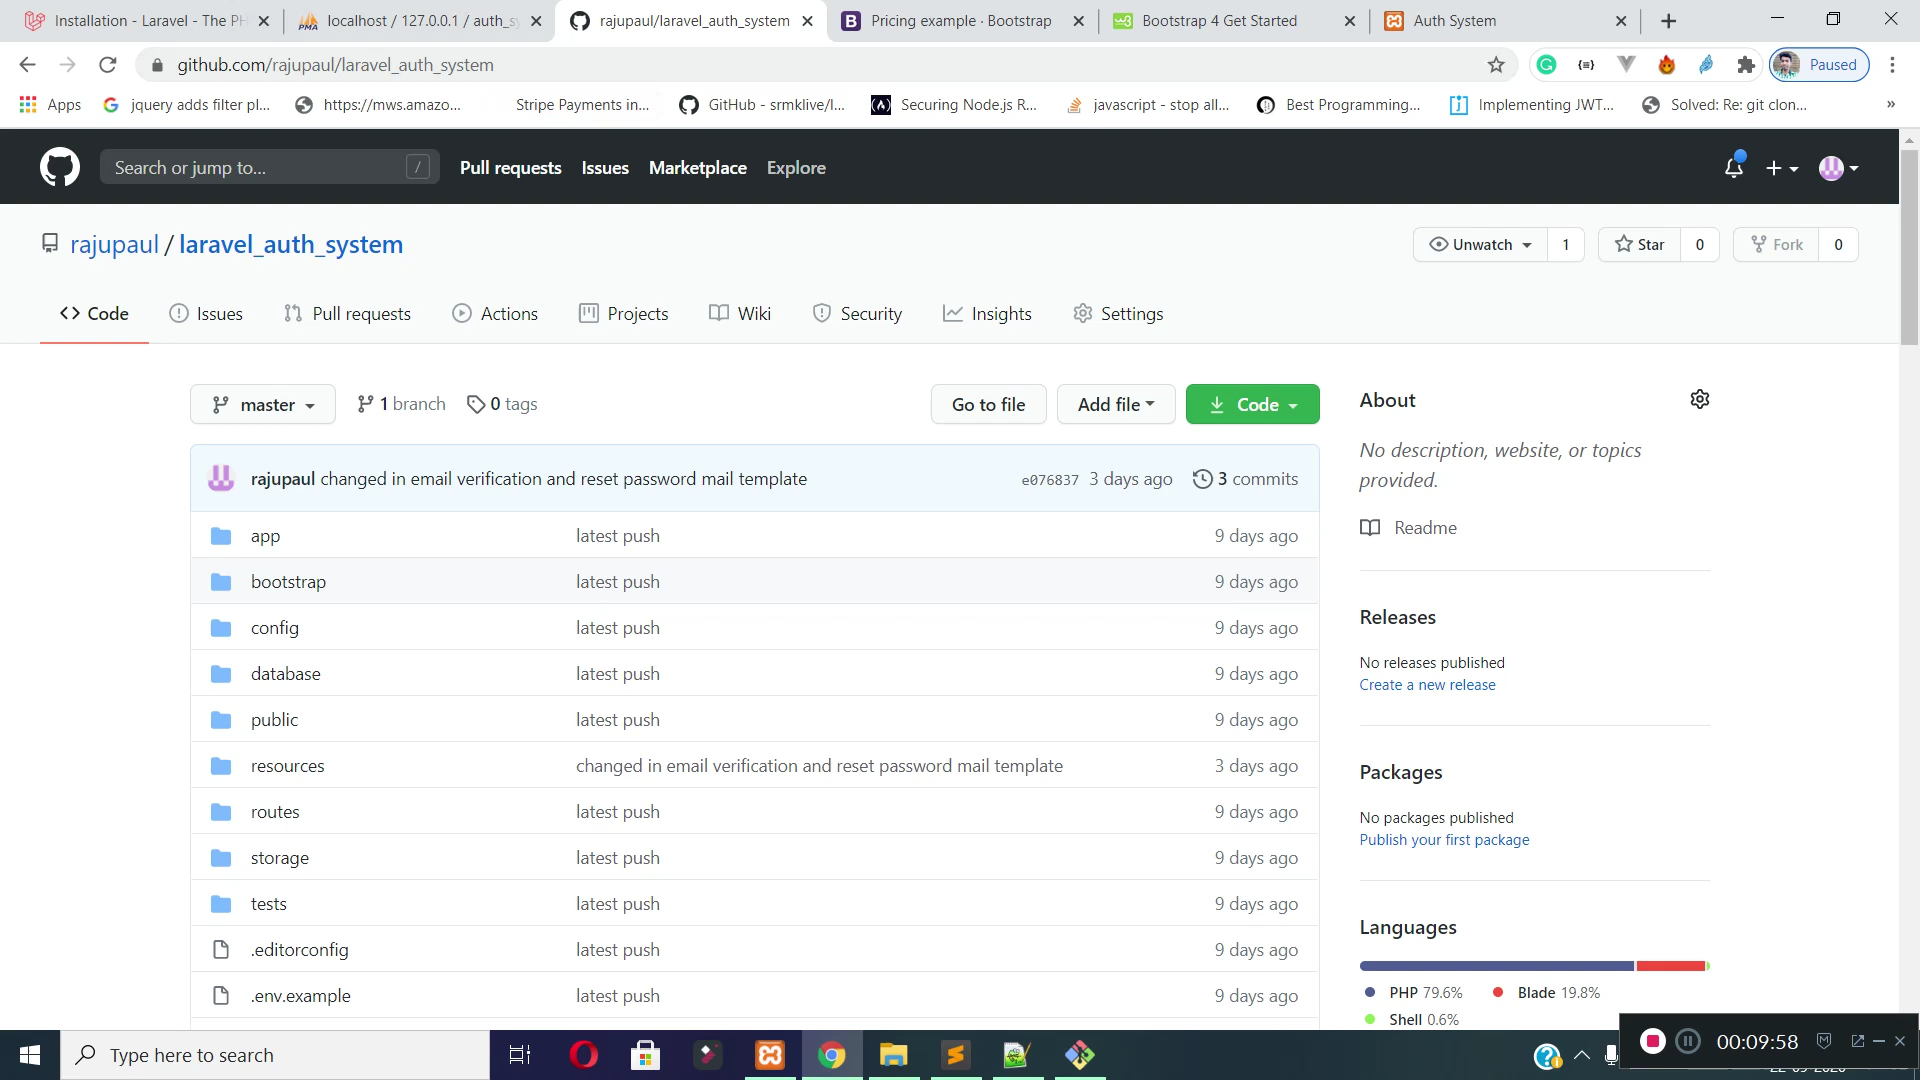 Installation - Laravel - The PH
localhost / 127.0.0.1 / auth_sy
rajupaul/laravel_auth_system
Pricing example · Bootstrap
Bootstrap 4 Get Started
Auth System
github.com/rajupaul/laravel_auth_system
Paused
Apps
jquery adds filter pl...
https://mws.amazo...
Stripe Payments in...
GitHub - srmklive/l...
Securing Node.js R...
javascript - stop all...
Best Programming...
Implementing JWT...
Solved: Re: git clon...
»
Search or jump to... /
Pull requests Issues Marketplace Explore
rajupaul / laravel_auth_system
Unwatch 1 Star 0 Fork 0
Code Issues Pull requests Actions Projects Wiki Security Insights Settings
master 1 branch 0 tags Go to file Add file Code
rajupaul changed in email verification and reset password mail template e076837 3 days ago 3 commits
app latest push 9 days ago
bootstrap latest push 9 days ago
config latest push 9 days ago
database latest push 9 days ago
public latest push 9 days ago
resources changed in email verification and reset password mail template 3 days ago
routes latest push 9 days ago
storage latest push 9 days ago
tests latest push 9 days ago
.editorconfig latest push 9 days ago
.env.example latest push 9 days ago
About
No description, website, or topics
provided.
Readme
Releases
No releases published
Create a new release
Packages
No packages published
Publish your first package
Languages
PHP 79.6% Blade 19.8%
Shell 0.6%
Type here to search
00:09:58